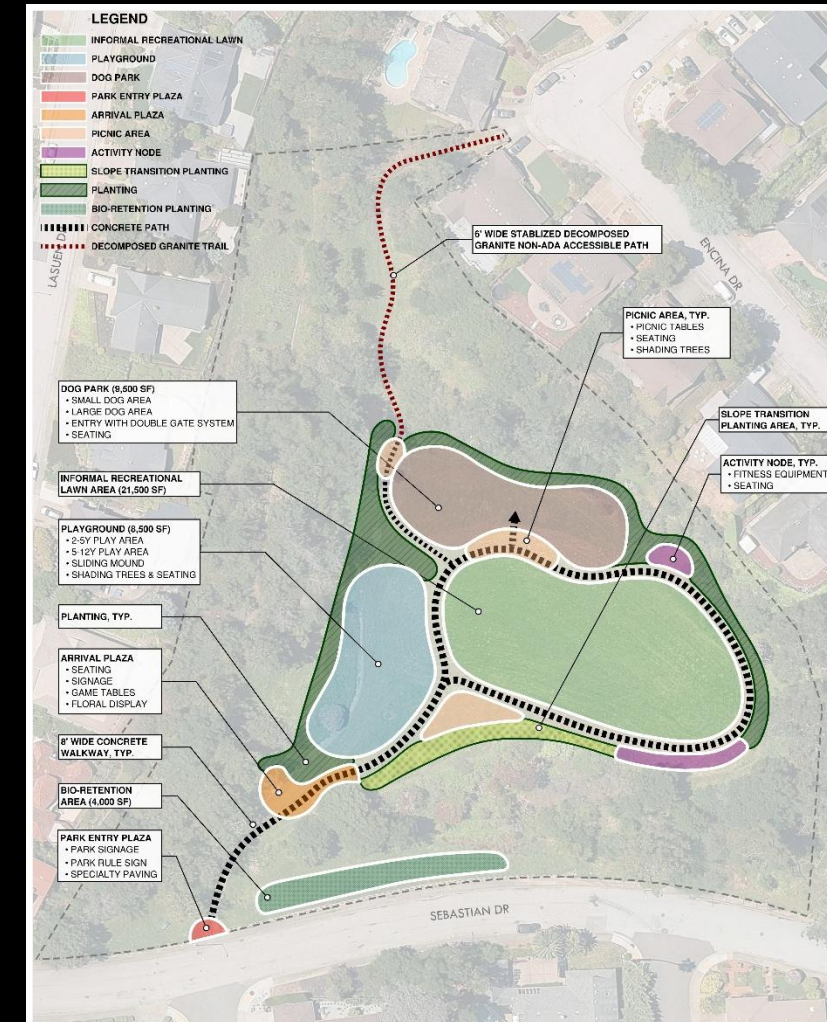 LEGEND
INFORMAL RECREATIONAL LAWN
PLAYGROUND
DOG PARK
PARK ENTRY PLAZA
ARRIVAL PLAZA
PICNIC AREA
ACTIVITY NODE
SLOPE TRANSITION PLANTING
PLANTING
BIO-RETENTION PLANTING
CONCRETE PATH
DECOMPOSED GRANITE TRAIL
LASUEN D
6' WIDE STABLIZED DECOMPOSED
GRANITE NON-ADA ACCESSIBLE PATH
ENCINA DR
PICNIC AREA, TYP.
• PICNIC TABLES
• SEATING
• SHADING TREES
DOG PARK (9,500 SF)
• SMALL DOG AREA
• LARGE DOG AREA
• ENTRY WITH DOUBLE GATE SYSTEM
• SEATING
SLOPE TRANSITION
PLANTING AREA, TYP.
ACTIVITY NODE, TYP.
• FITNESS EQUIPMENT
• SEATING
INFORMAL RECREATIONAL
LAWN AREA (21,500 SF)
PLAYGROUND (8,500 SF)
• 2-5Y PLAY AREA
• 5-12Y PLAY AREA
• SLIDING MOUND
• SHADING TREES & SEATING
PLANTING, TYP.
ARRIVAL PLAZA
• SEATING
• SIGNAGE
• GAME TABLES
• FLORAL DISPLAY
8' WIDE CONCRETE
WALKWAY, TYP.
BIO-RETENTION
AREA (4,000 SF)
PARK ENTRY PLAZA
• PARK SIGNAGE
• PARK RULE SIGN
• SPECIALTY PAVING
SEBASTIAN DR